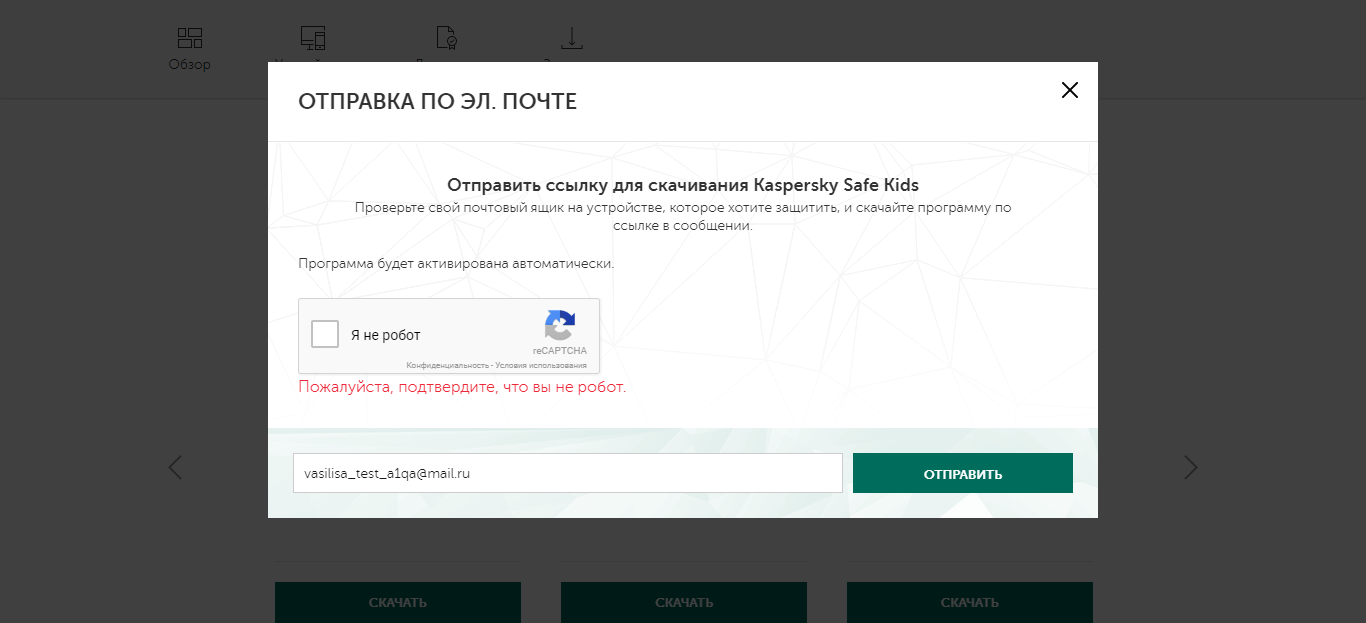 Обзор
ОТПРАВКА ПО ЭЛ. ПОЧТЕ
Отправить ссылку для скачивания Kaspersky Safe Kids
Проверьте свой почтовый ящик на устройстве, которое хотите защитить, и скачайте программу по
ссылке в сообщении.
Программа будет активирована автоматически.
Я не робот
reCAPTCHA
Конфиденциальность - Условия использования
Пожалуйста, подтвердите, что вы не робот.
vasilisa_test_a1qa@mail.ru
ОТПРАВИТЬ
СКАЧАТЬ
СКАЧАТЬ
СКАЧАТЬ